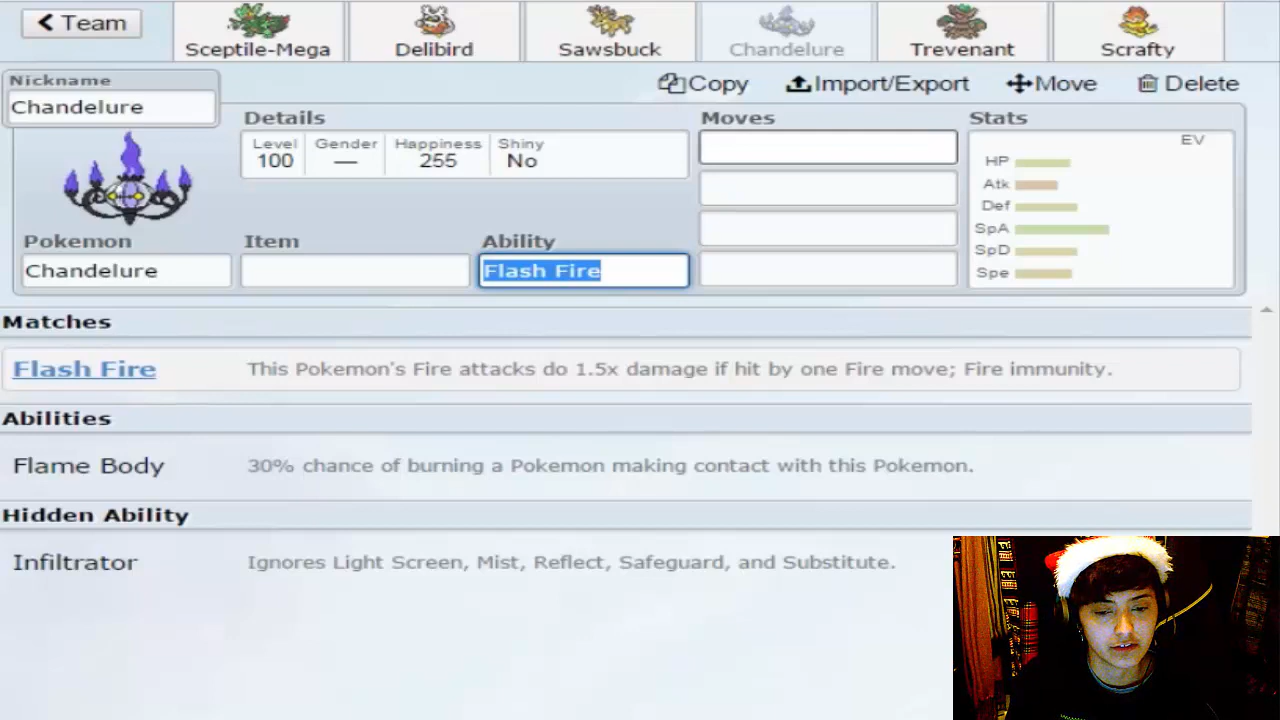 Team
Sceptile-Mega
Delibird
Sawsbuck
Chandelure
Trevenant
Scrafty
Nickname
Chandelure
Copy
Import/Export
Move
Delete
Details
Level
100
Gender
—
Happiness
255
Shiny
No
Moves
Stats
EV
HP
Atk
Def
SpA
SpD
Spe
Pokemon
Chandelure
Item
Ability
Flash Fire
Matches
Flash Fire This Pokemon's Fire attacks do 1.5x damage if hit by one Fire move; Fire immunity.
Abilities
Flame Body 30% chance of burning a Pokemon making contact with this Pokemon.
Hidden Ability
Infiltrator Ignores Light Screen, Mist, Reflect, Safeguard, and Substitute.